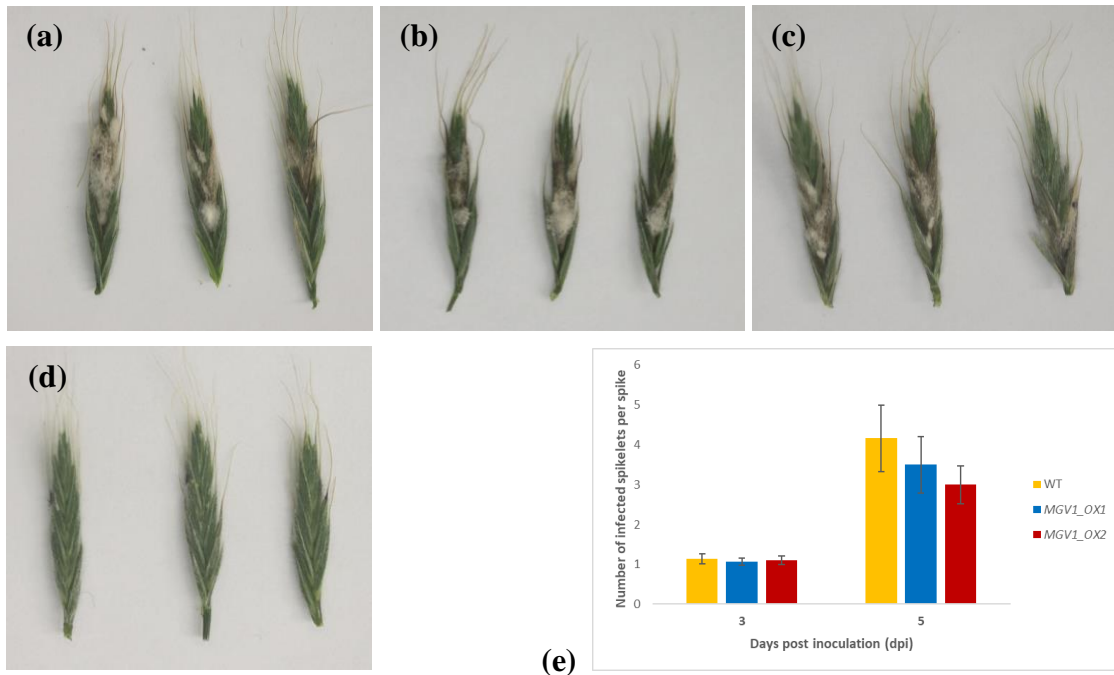 (a)
(b)
(c)
(d)
(e)
Number of infected spikelets per spike
6
5
4
3
2
1
0
3
5
Days post inoculation (dpi)
WT
MGV1_OX1
MGV1_OX2